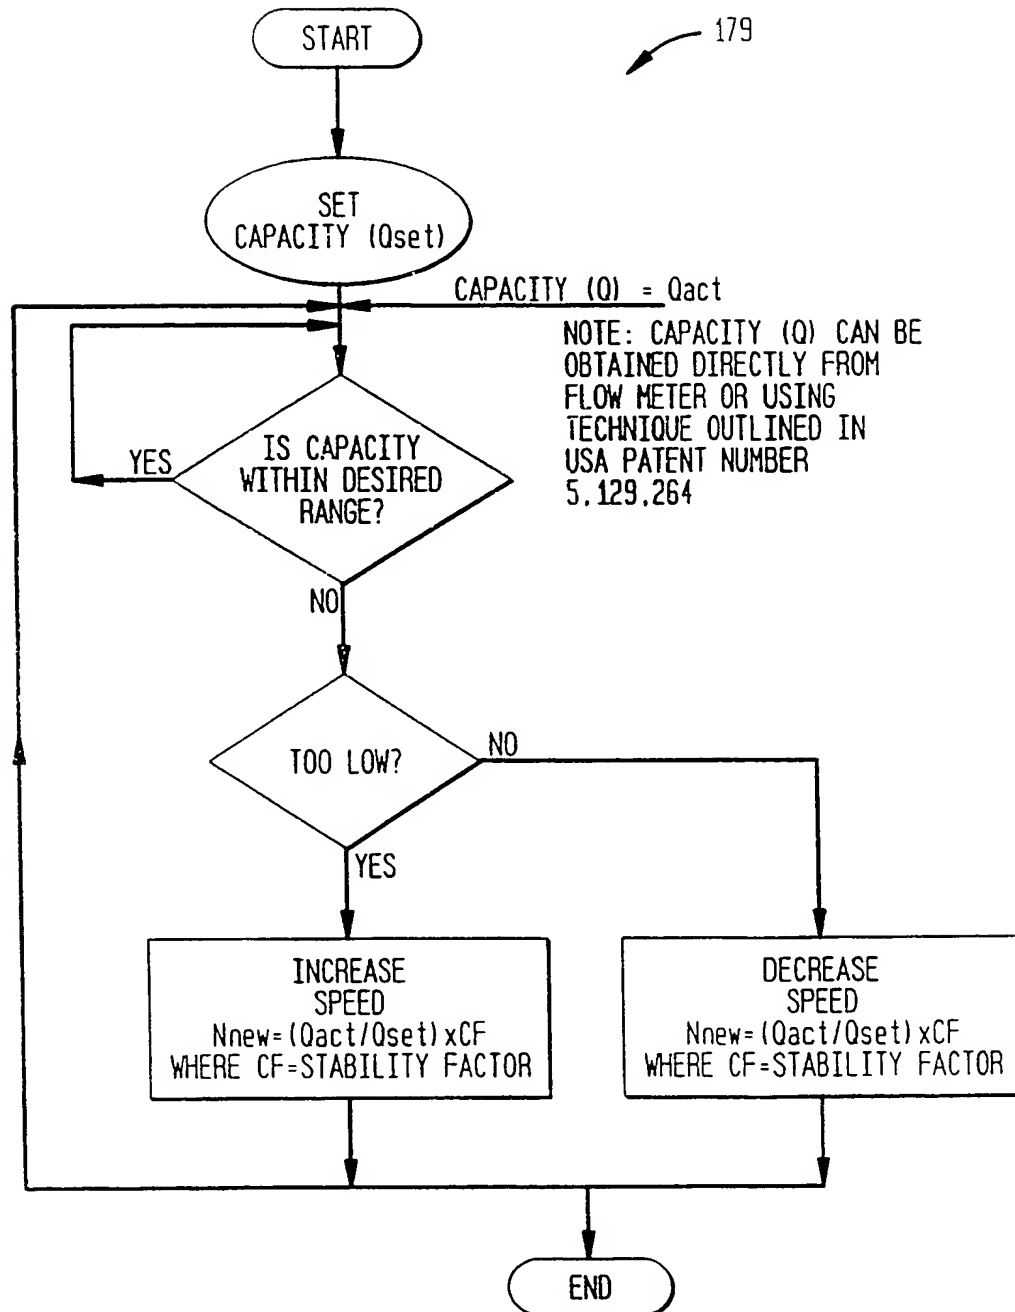 START
179
SET
CAPACITY (Qset)
CAPACITY (Q) = Qact
NOTE: CAPACITY (Q) CAN BE
OBTAINED DIRECTLY FROM
FLOW METER OR USING
TECHNIQUE OUTLINED IN
USA PATENT NUMBER
5,129,264
YES
IS CAPACITY
WITHIN DESIRED
RANGE?
NO
TOO LOW?
NO
YES
INCREASE
SPEED
Nnew=(Qact/Qset)xCF
WHERE CF=STABILITY FACTOR
DECREASE
SPEED
Nnew=(Qact/Qset)xCF
WHERE CF=STABILITY FACTOR
END